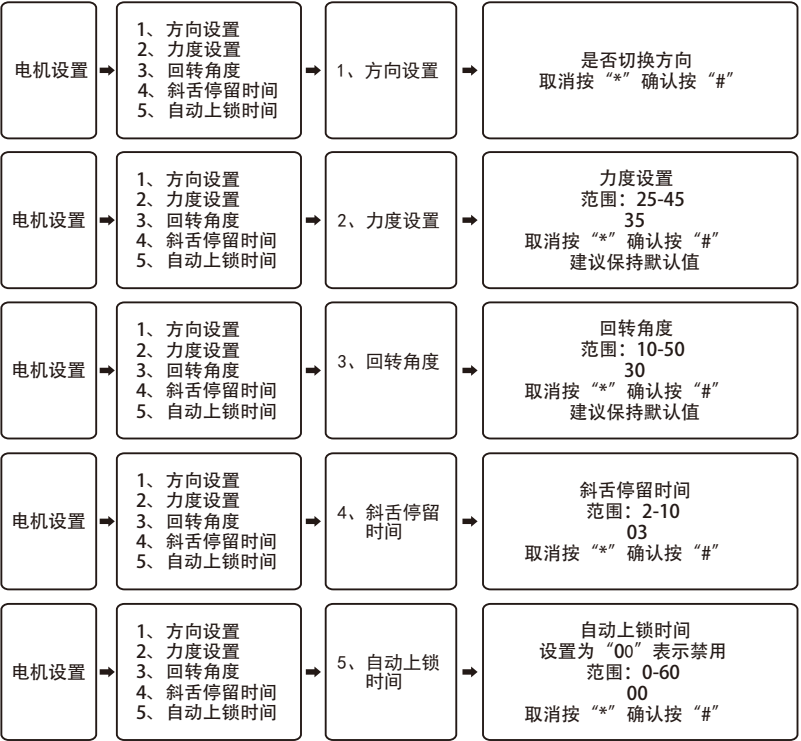 电机设置
1、方向设置
2、力度设置
3、回转角度
4、斜舌停留时间
5、自动上锁时间
1、方向设置
是否切换方向
取消按“*”确认按“#”
电机设置
1、方向设置
2、力度设置
3、回转角度
4、斜舌停留时间
5、自动上锁时间
2、力度设置
力度设置
范围：25-45
35
取消按“*”确认按“#”
建议保持默认值
电机设置
1、方向设置
2、力度设置
3、回转角度
4、斜舌停留时间
5、自动上锁时间
3、回转角度
回转角度
范围：10-50
30
取消按“*”确认按“#”
建议保持默认值
电机设置
1、方向设置
2、力度设置
3、回转角度
4、斜舌停留时间
5、自动上锁时间
4、斜舌停留
时间
斜舌停留时间
范围：2-10
03
取消按“*”确认按“#”
电机设置
1、方向设置
2、力度设置
3、回转角度
4、斜舌停留时间
5、自动上锁时间
5、自动上锁
时间
自动上锁时间
设置为“00”表示禁用
范围：0-60
00
取消按“*”确认按“#”